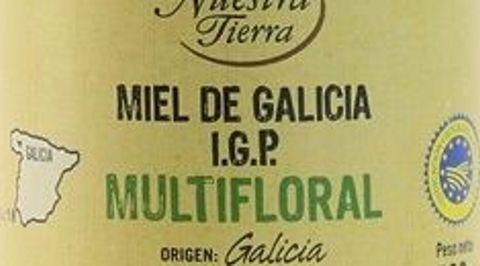 Nuestra
Tierra
MIEL DE GALICIA
I.G.P.
GALICIA
MULTIFLORAL
ORIGEN: Galicia
Peso neto